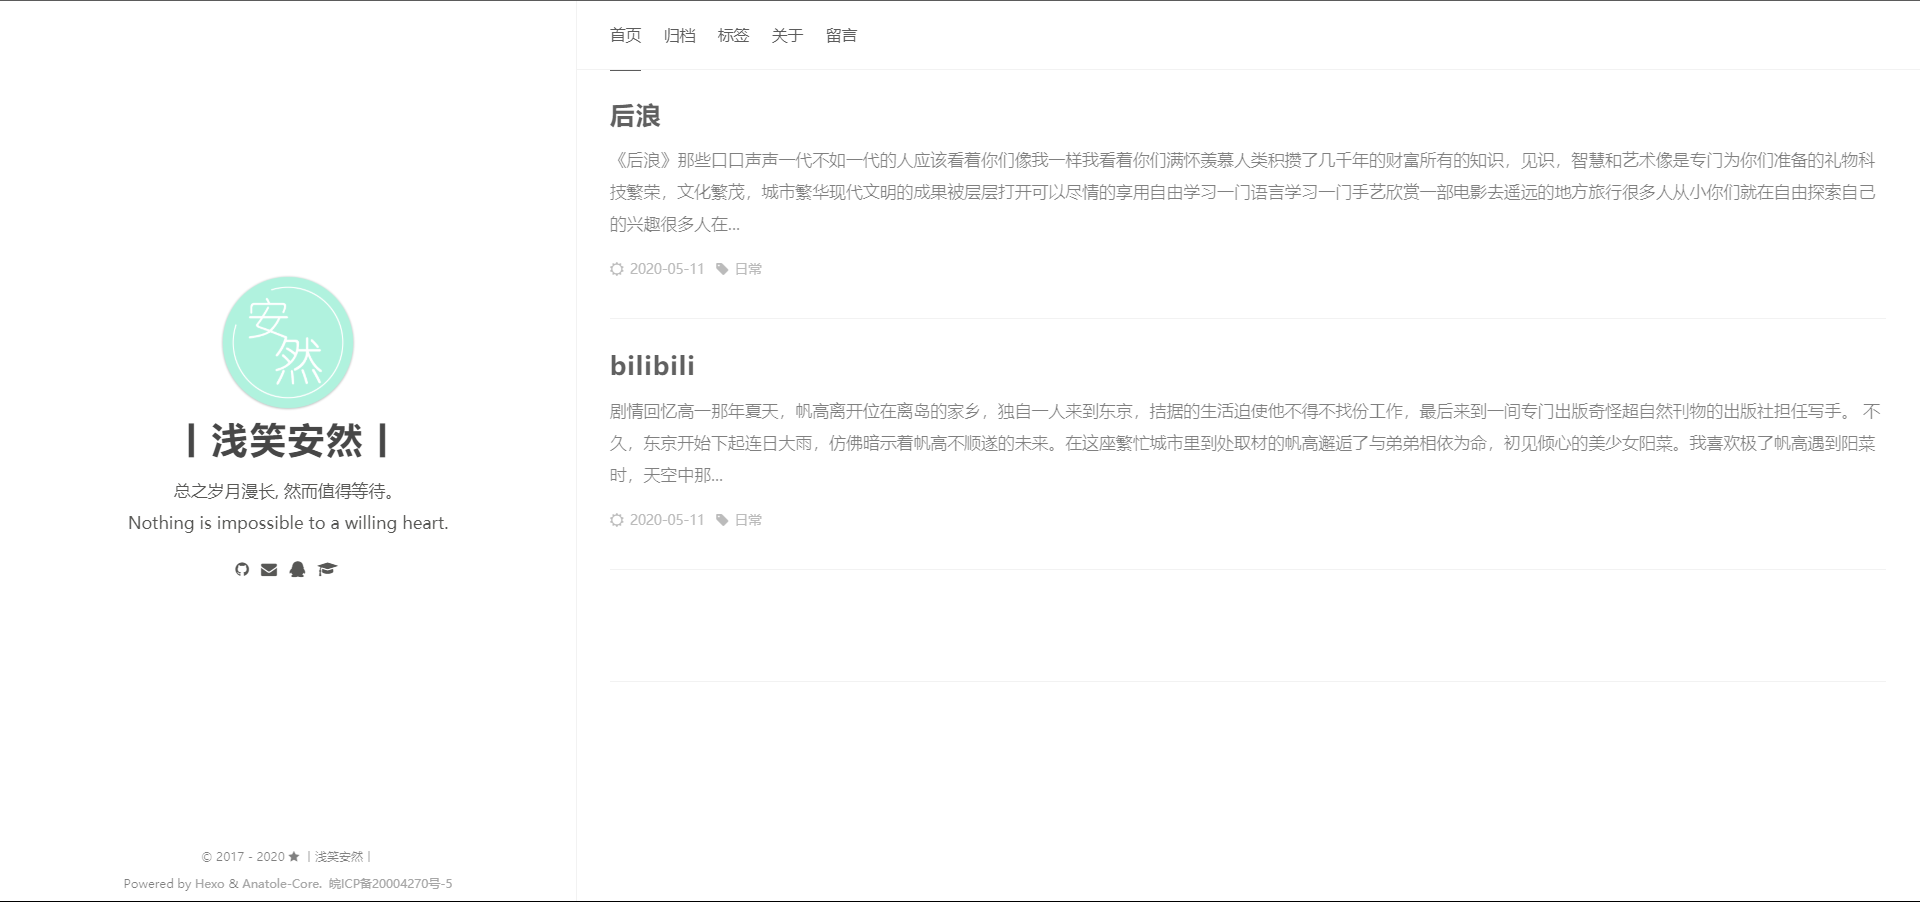 安
然
丨浅笑安然丨
总之岁月漫长, 然而值得等待。
Nothing is impossible to a willing heart.
© 2017 - 2020 ★ 丨浅笑安然丨
Powered by Hexo & Anatole-Core. 皖ICP备20004270号-5
首页 归档 标签 关于 留言
后浪
《后浪》那些口口声声一代不如一代的人应该看着你们像我一样我看着你们满怀羡慕人类积攒了几千年的财富所有的知识，见识，智慧和艺术像是专门为你们准备的礼物科
技繁荣，文化繁茂，城市繁华现代文明的成果被层层打开可以尽情的享用自由学习一门语言学习一门手艺欣赏一部电影去遥远的地方旅行很多人从小你们就在自由探索自己
的兴趣很多人在...
2020-05-11 日常
bilibili
剧情回忆高一那年夏天，帆高离开位在离岛的家乡，独自一人来到东京，拮据的生活迫使他不得不找份工作，最后来到一间专门出版奇怪超自然刊物的出版社担任写手。 不
久，东京开始下起连日大雨，仿佛暗示着帆高不顺遂的未来。在这座繁忙城市里到处取材的帆高邂逅了与弟弟相依为命，初见倾心的美少女阳菜。我喜欢极了帆高遇到阳菜
时，天空中那...
2020-05-11 日常